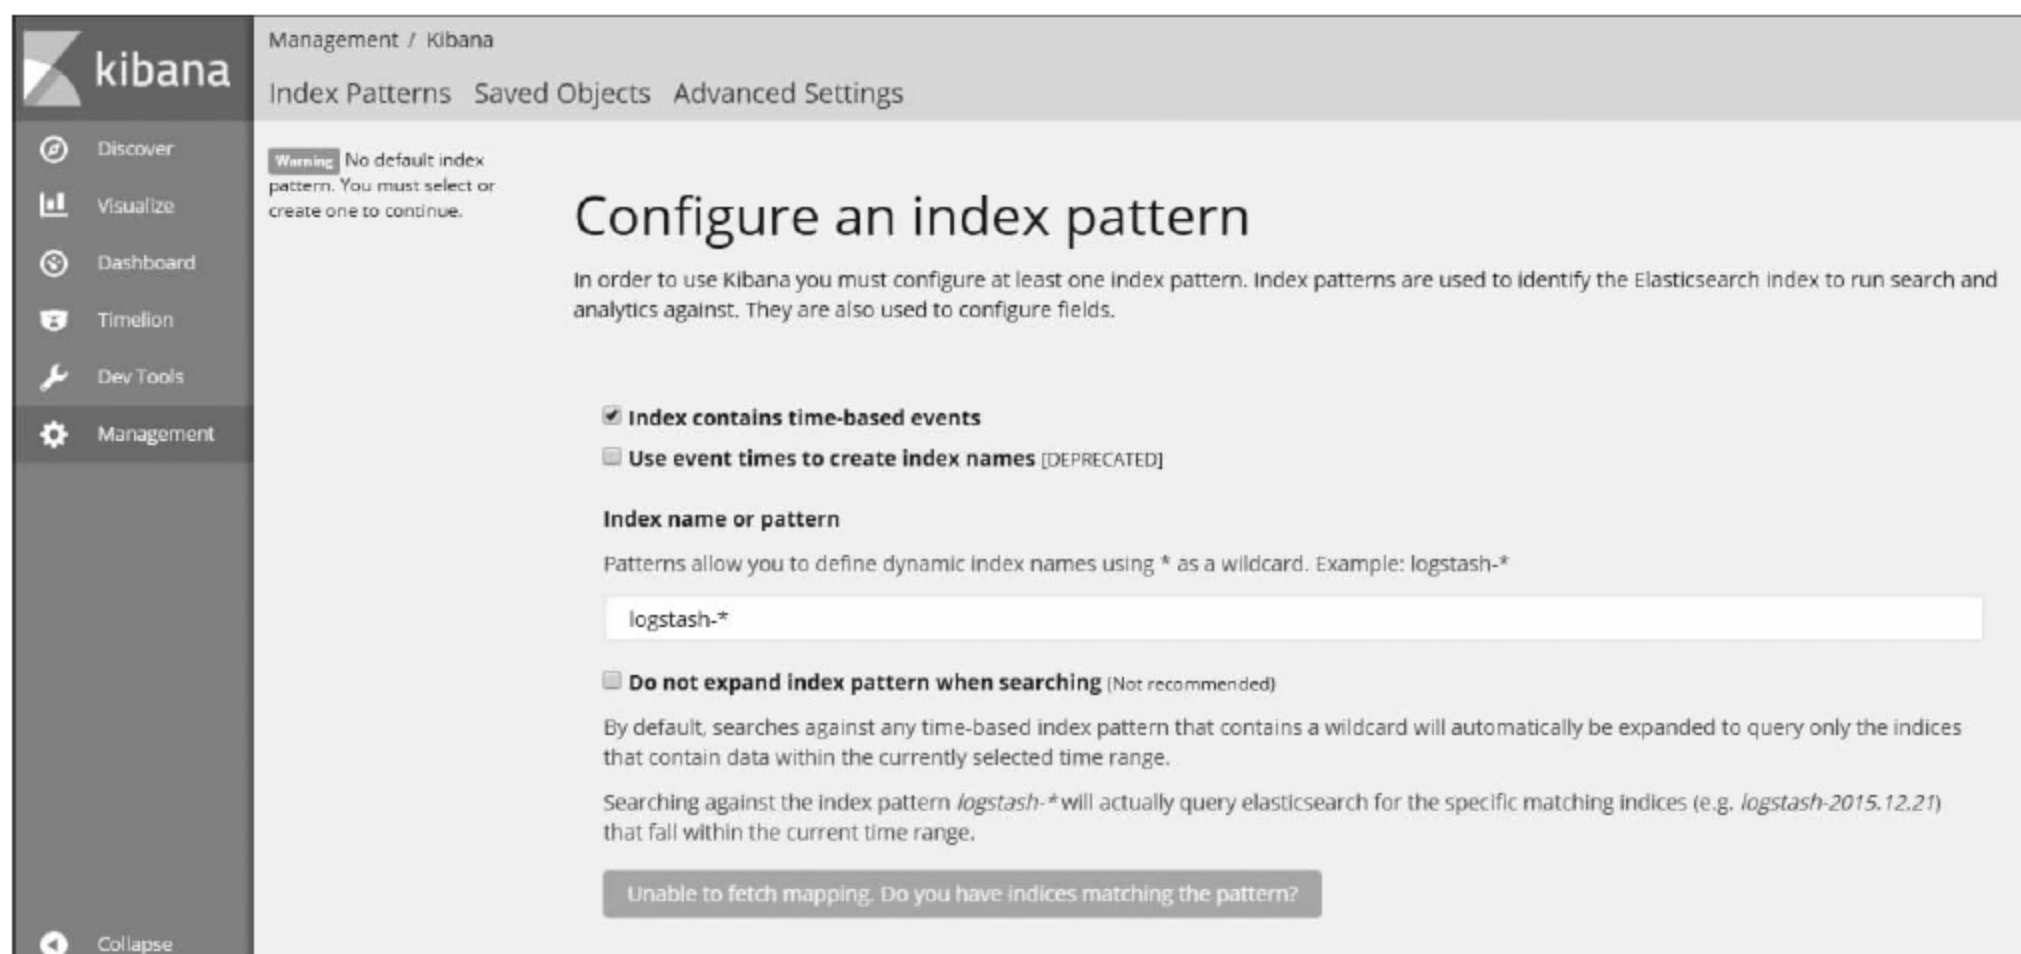 kibana
Management / Kibana
Index Patterns Saved Objects Advanced Settings
Discover
Visualize
Dashboard
Timelion
Dev Tools
Management
Collapse
Warning No default index
pattern. You must select or
create one to continue.
Configure an index pattern
In order to use Kibana you must configure at least one index pattern. Index patterns are used to identify the Elasticsearch index to run search and
analytics against. They are also used to configure fields.
Index contains time-based events
Use event times to create index names [DEPRECATED]
Index name or pattern
Patterns allow you to define dynamic index names using * as a wildcard. Example: logstash-*
logstash-*
Do not expand index pattern when searching (Not recommended)
By default, searches against any time-based index pattern that contains a wildcard will automatically be expanded to query only the indices
that contain data within the currently selected time range.
Searching against the index pattern logstash-* will actually query elasticsearch for the specific matching indices (e.g. logstash-2015.12.21)
that fall within the current time range.
Unable to fetch mapping. Do you have indices matching the pattern?